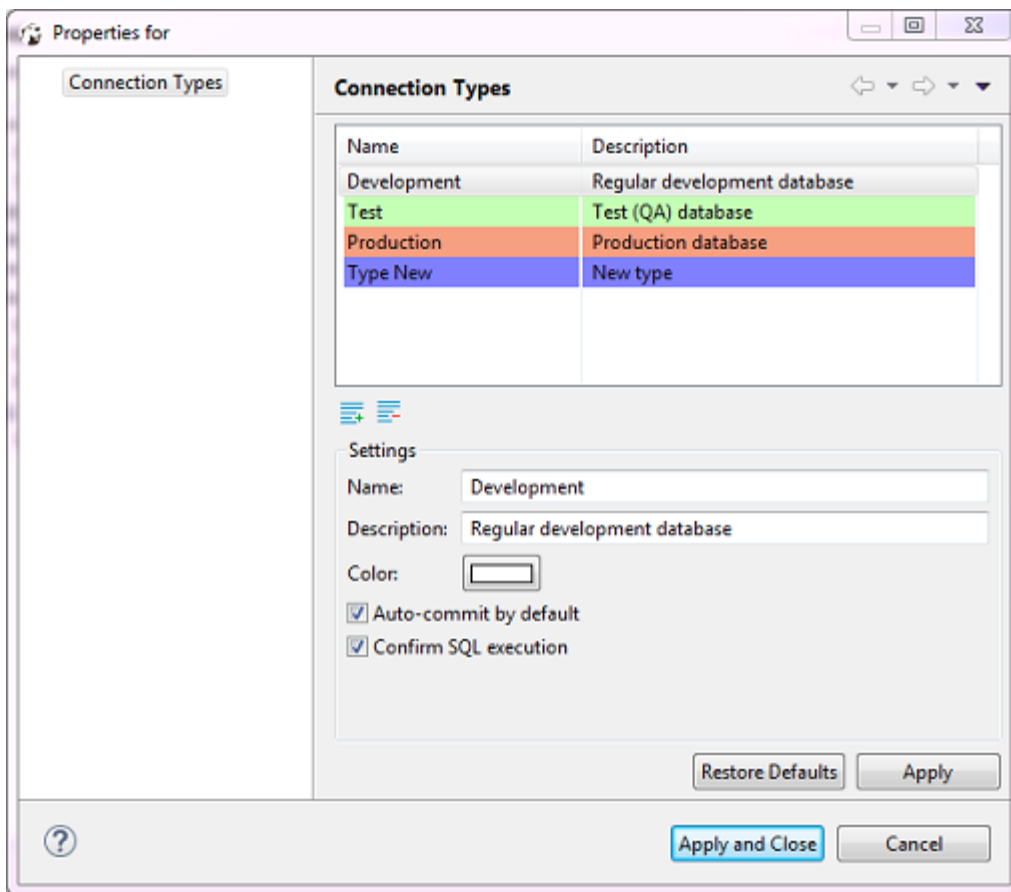 Properties for
Connection Types
Connection Types
Name Description
Development Regular development database
Test Test (QA) database
Production Production database
Type New New type
Settings
Name: Development
Description: Regular development database
Color:
Auto-commit by default
Confirm SQL execution
Restore Defaults Apply
? Apply and Close Cancel